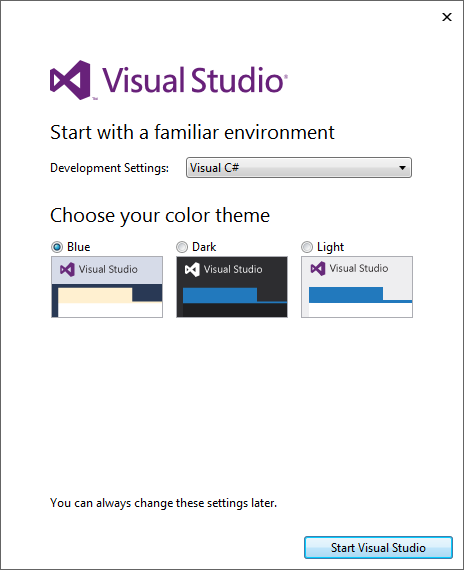 Visual Studio®
Start with a familiar environment
Development Settings: Visual C#
Choose your color theme
Blue Dark Light
Visual Studio Visual Studio Visual Studio
You can always change these settings later.
Start Visual Studio